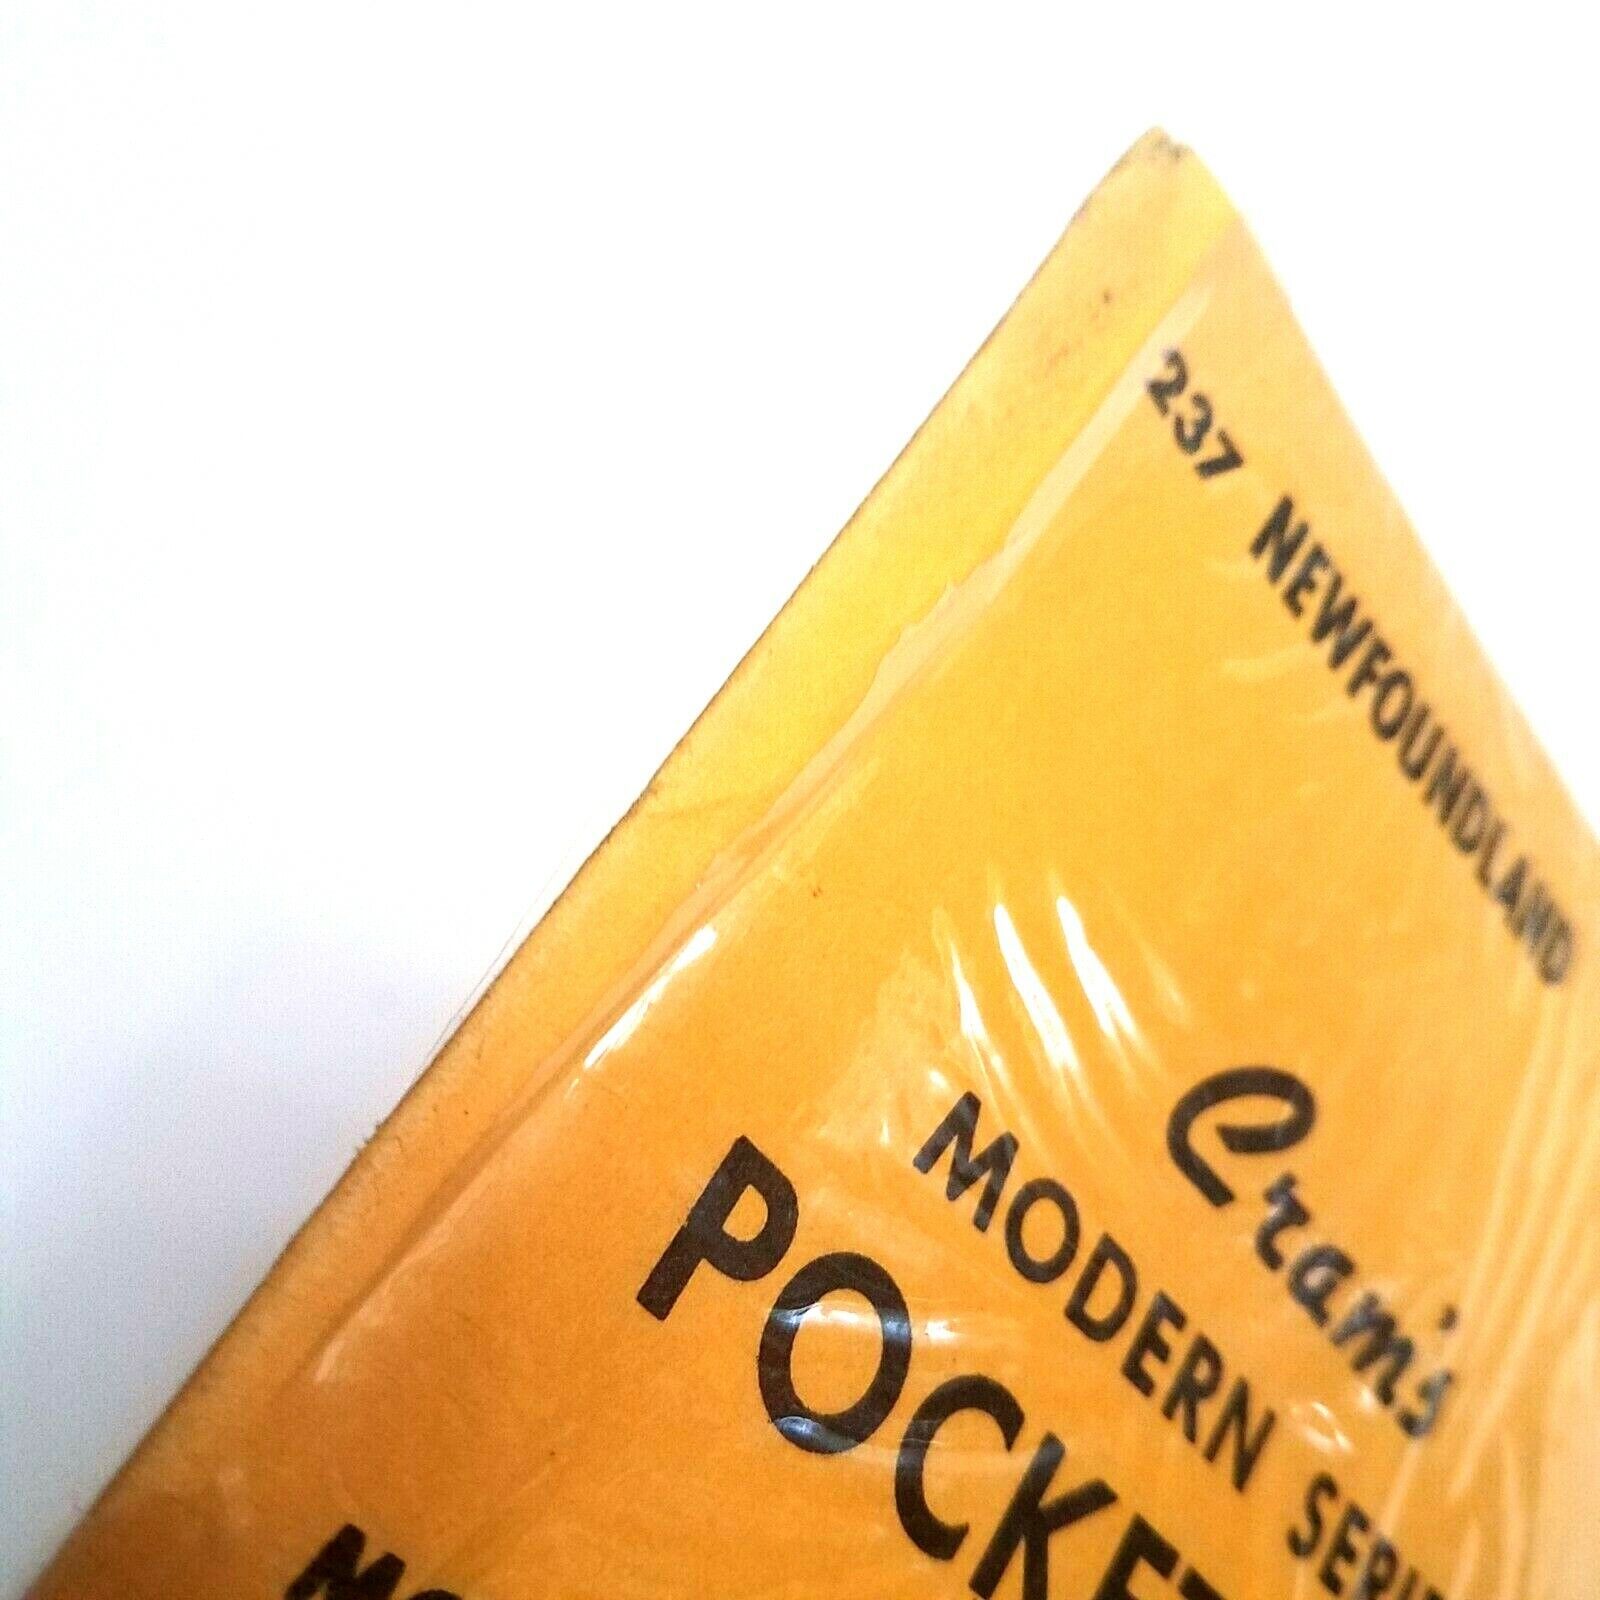 237 NEWFOUNDLAND
Cram's
MODERN SERI
POCKET